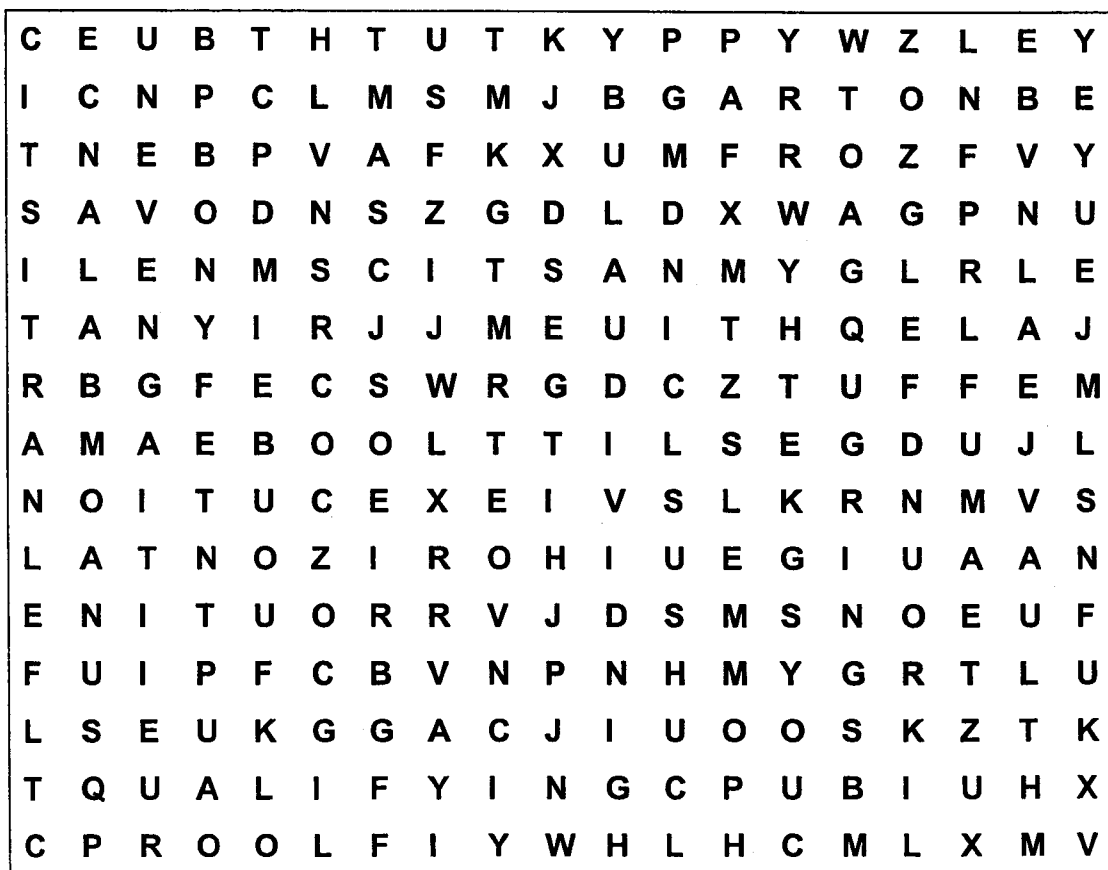 C E U B T H T U T K Y P P Y W Z L E Y
I C N P C L M S M J B G A R T O N B E
T N E B P V A F K X U M F R O Z F V Y
S A V O D N S Z G D L D X W A G P N U
I L E N M S C I T S A N M Y G L R L E
T A N Y I R J J M E U I T H Q E L A J
R B G F E C S W R G D C Z T U F F E M
A M A E B O O L T T I L S E G D U J L
N O I T U C E X E I V S L K R N M V S
L A T N O Z I R O H I U E G I U A A N
E N I T U O R R V J D S M S N O E U F
F U I P F C B V N P N H M Y G R T L U
L S E U K G G A C J I U O O S K Z T K
T Q U A L I F Y I N G C P U B I U H X
C P R O O L F I Y W H L H C M L X M V